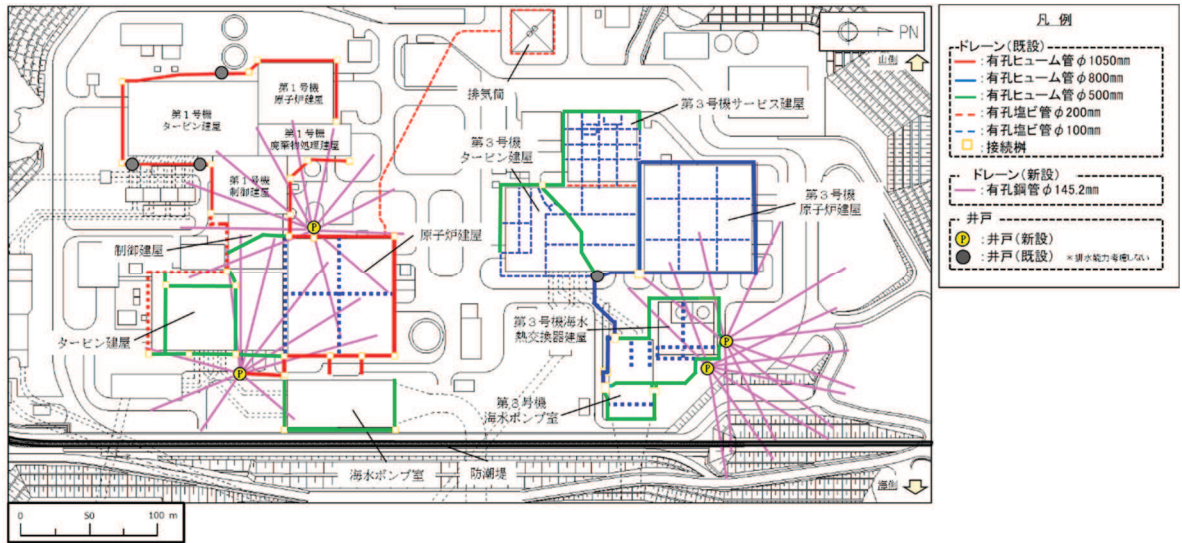 PN
山側
排気筒
第1号機
原子炉建屋
第1号機
タービン建屋
第1号機
廃棄物処理建屋
第1号機
制御建屋
第3号機サービス建屋
第3号機
タービン建屋
第3号機
原子炉建屋
制御建屋
原子炉建屋
タービン建屋
第3号機海水
熱交換器建屋
第3号機
海水ポンプ室
海水ポンプ室
防潮堤
海側
P
P
P
P
0 50 100 m
凡 例
ドレーン(既設)
:有孔ヒューム管φ1050mm
:有孔ヒューム管φ800mm
:有孔ヒューム管φ500mm
:有孔塩ビ管φ200mm
:有孔塩ビ管φ100mm
:接続桝
ドレーン(新設)
:有孔鋼管φ145.2mm
井戸
P :井戸(新設)
:井戸(既設) *排水能力考慮しない